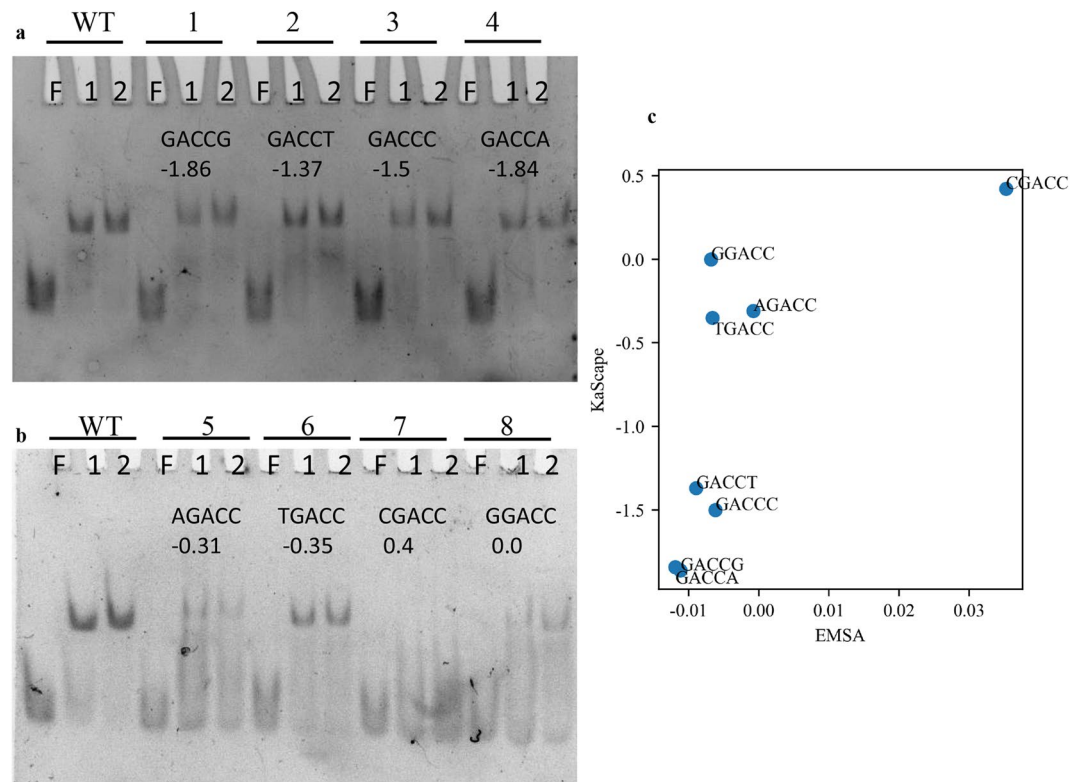 a WT 1 2 3 4
F 1 2 F 1 2 F 1 2 F 1 2 F 1 2
GACCG GACCT GACCC GACCA
-1.86 -1.37 -1.5 -1.84
b WT 5 6 7 8
F 1 2 F 1 2 F 1 2 F 1 2 F 1 2
AGACC TGACC CGACC GGACC
-0.31 -0.35 0.4 0.0
c
0.5
CGACC
0.0
GGACC
AGACC
TGACC
-0.5
KaScape
-1.0
GACCT
-1.5
GACCC
GACCG
GACCA
-0.01 0.00 0.01 0.02 0.03
EMSA